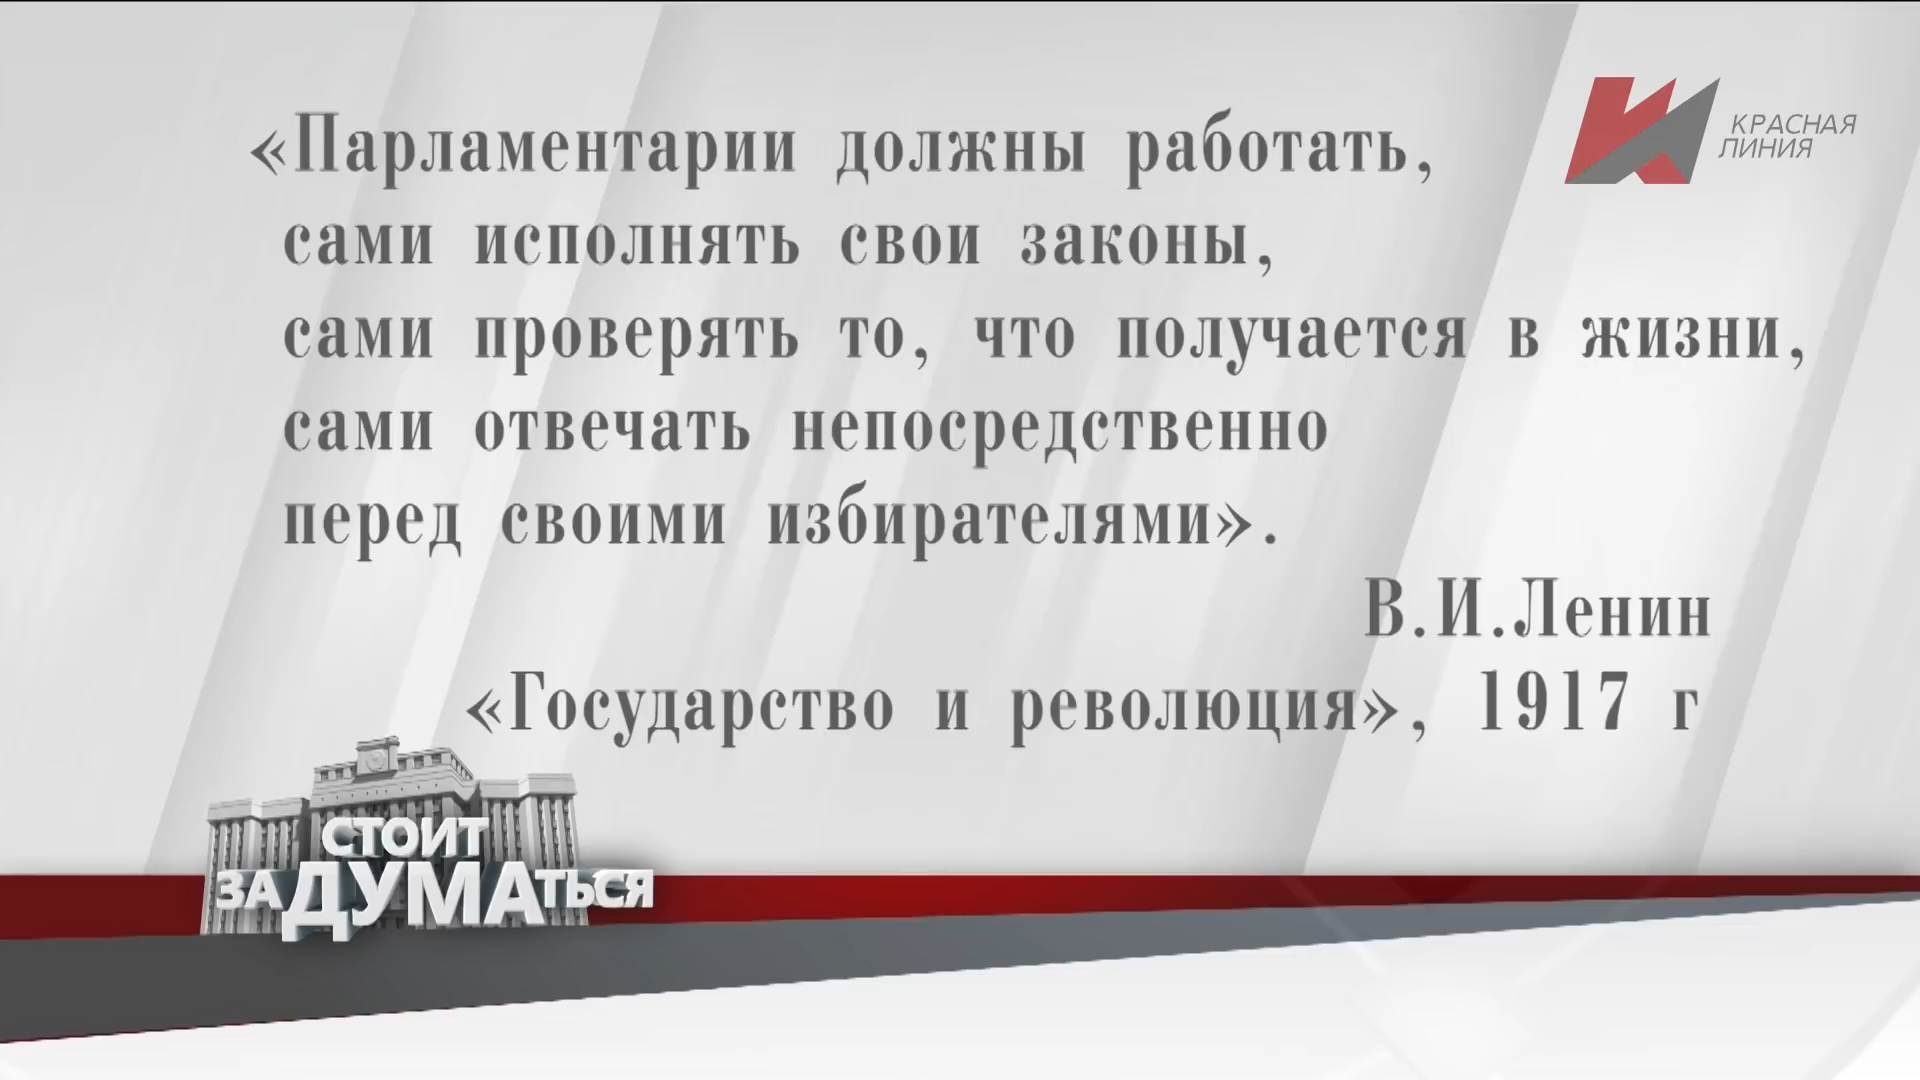 «Парламентарии должны работать,
сами исполнять свои законы,
сами проверять то, что получается в жизни,
сами отвечать непосредственно
перед своими избирателями».
В.И.Ленин
«Государство и революция», 1917 г
КРАСНАЯ
ЛИНИЯ
СТОИТ
ЗАДУМАТЬСЯ